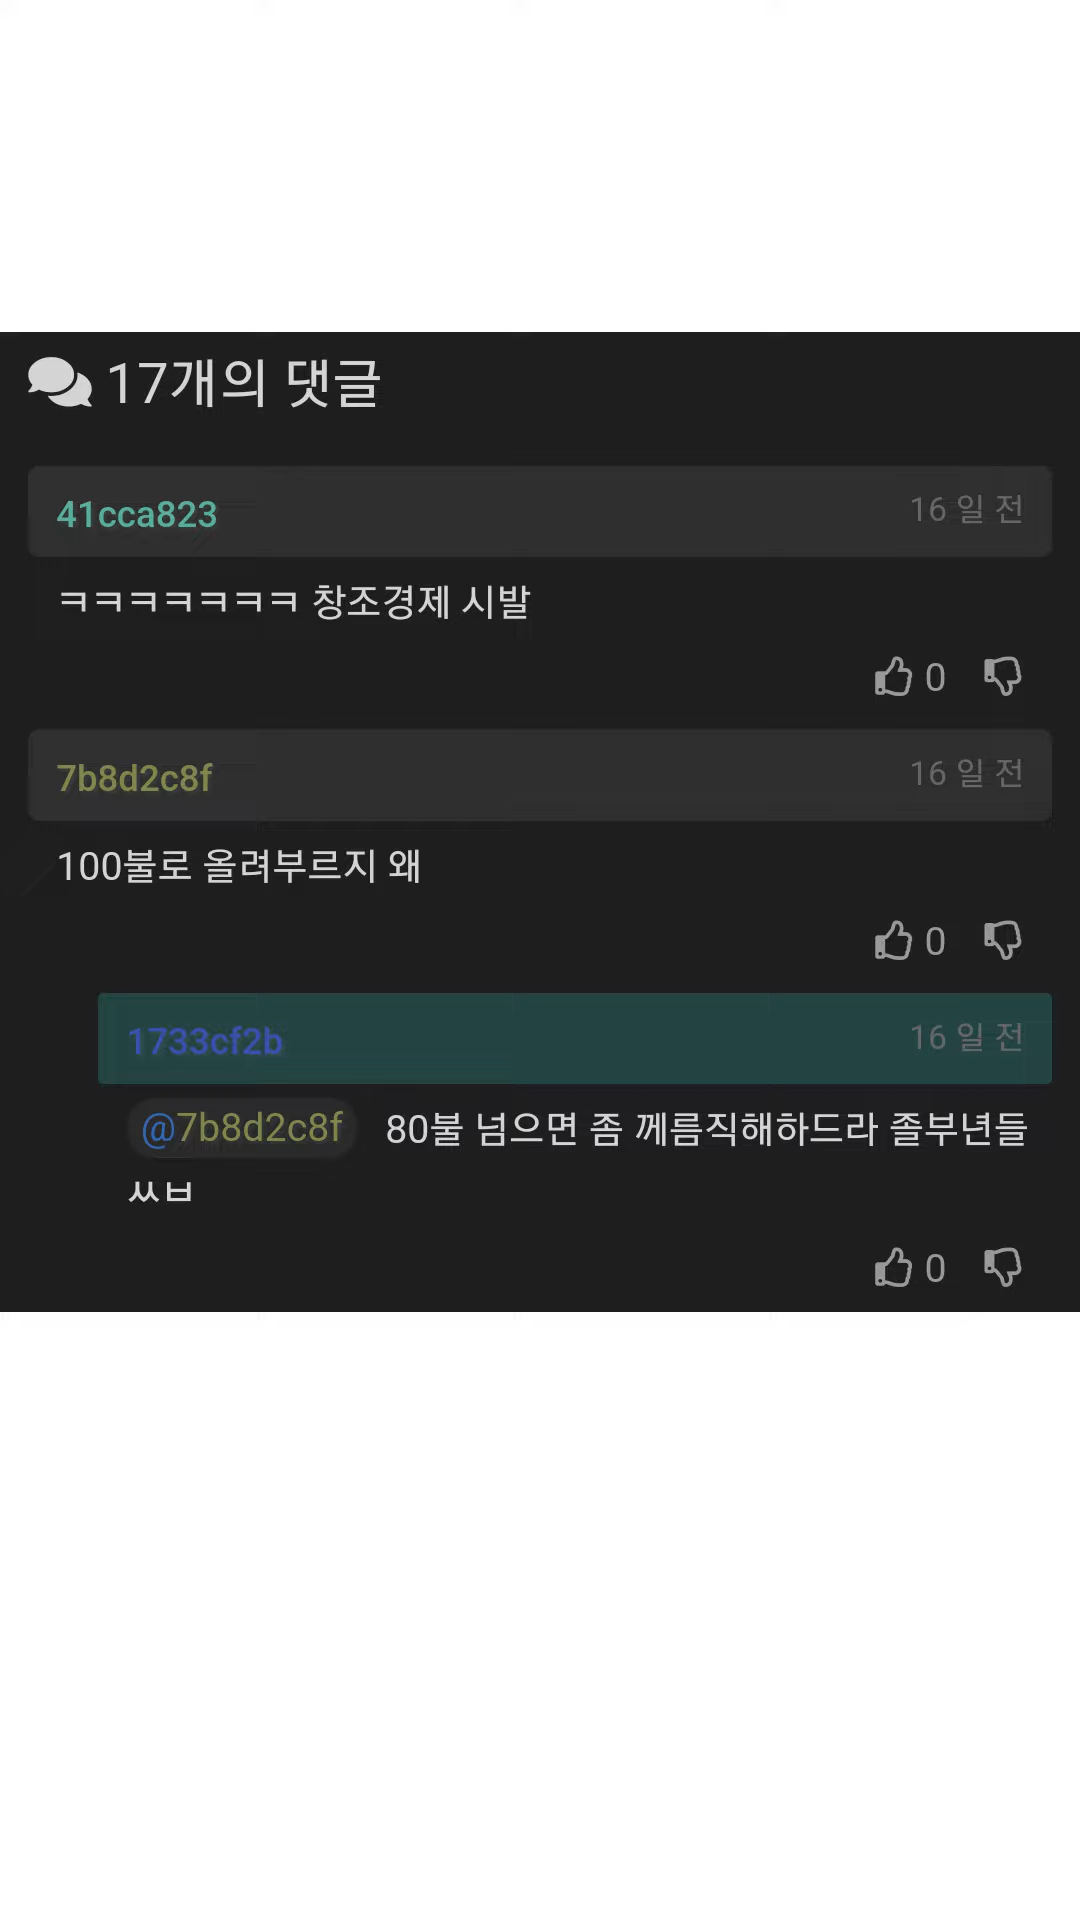 17개의 댓글
41cca823 16 일 전
ㅋㅋㅋㅋㅋㅋㅋ 창조경제 시발
0
7b8d2c8f 16 일 전
100불로 올려부르지 왜
0
1733cf2b 16 일 전
@7b8d2c8f 80불 넘으면 좀 께름직해하드라 졸부년들
ㅆㅂ
0